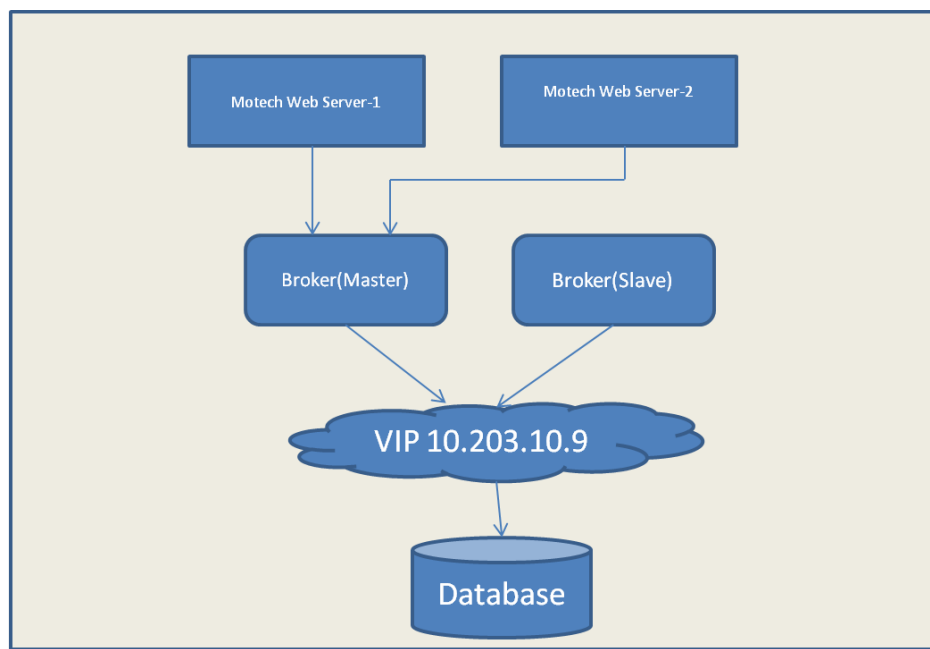 Motech Web Server-1
Motech Web Server-2
Broker(Master)
Broker(Slave)
VIP 10.203.10.9
Database